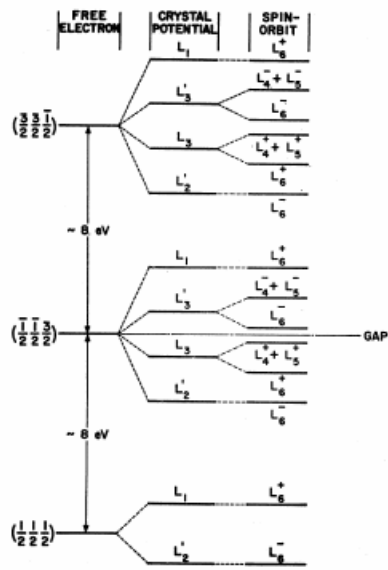 FREE ELECTRON
CRYSTAL POTENTIAL
SPIN-ORBIT
L₁ L₆⁺
L₃' L₄⁻ + L₅⁻
L₆⁻
(3/2 3/2 1̅/2)
L₃ L₄⁺ + L₅⁺
L₆⁺
L₂' L₆⁻
~ 8 eV
L₁ L₆⁺
L₃' L₄⁻ + L₅⁻
L₆⁻
(1̅/2 1̅/2 3/2) GAP
L₃ L₄⁺ + L₅⁺
L₆⁺
L₂' L₆⁻
~ 8 eV
L₁ L₆⁺
(1/2 1/2 1/2)
L₂' L₆⁻